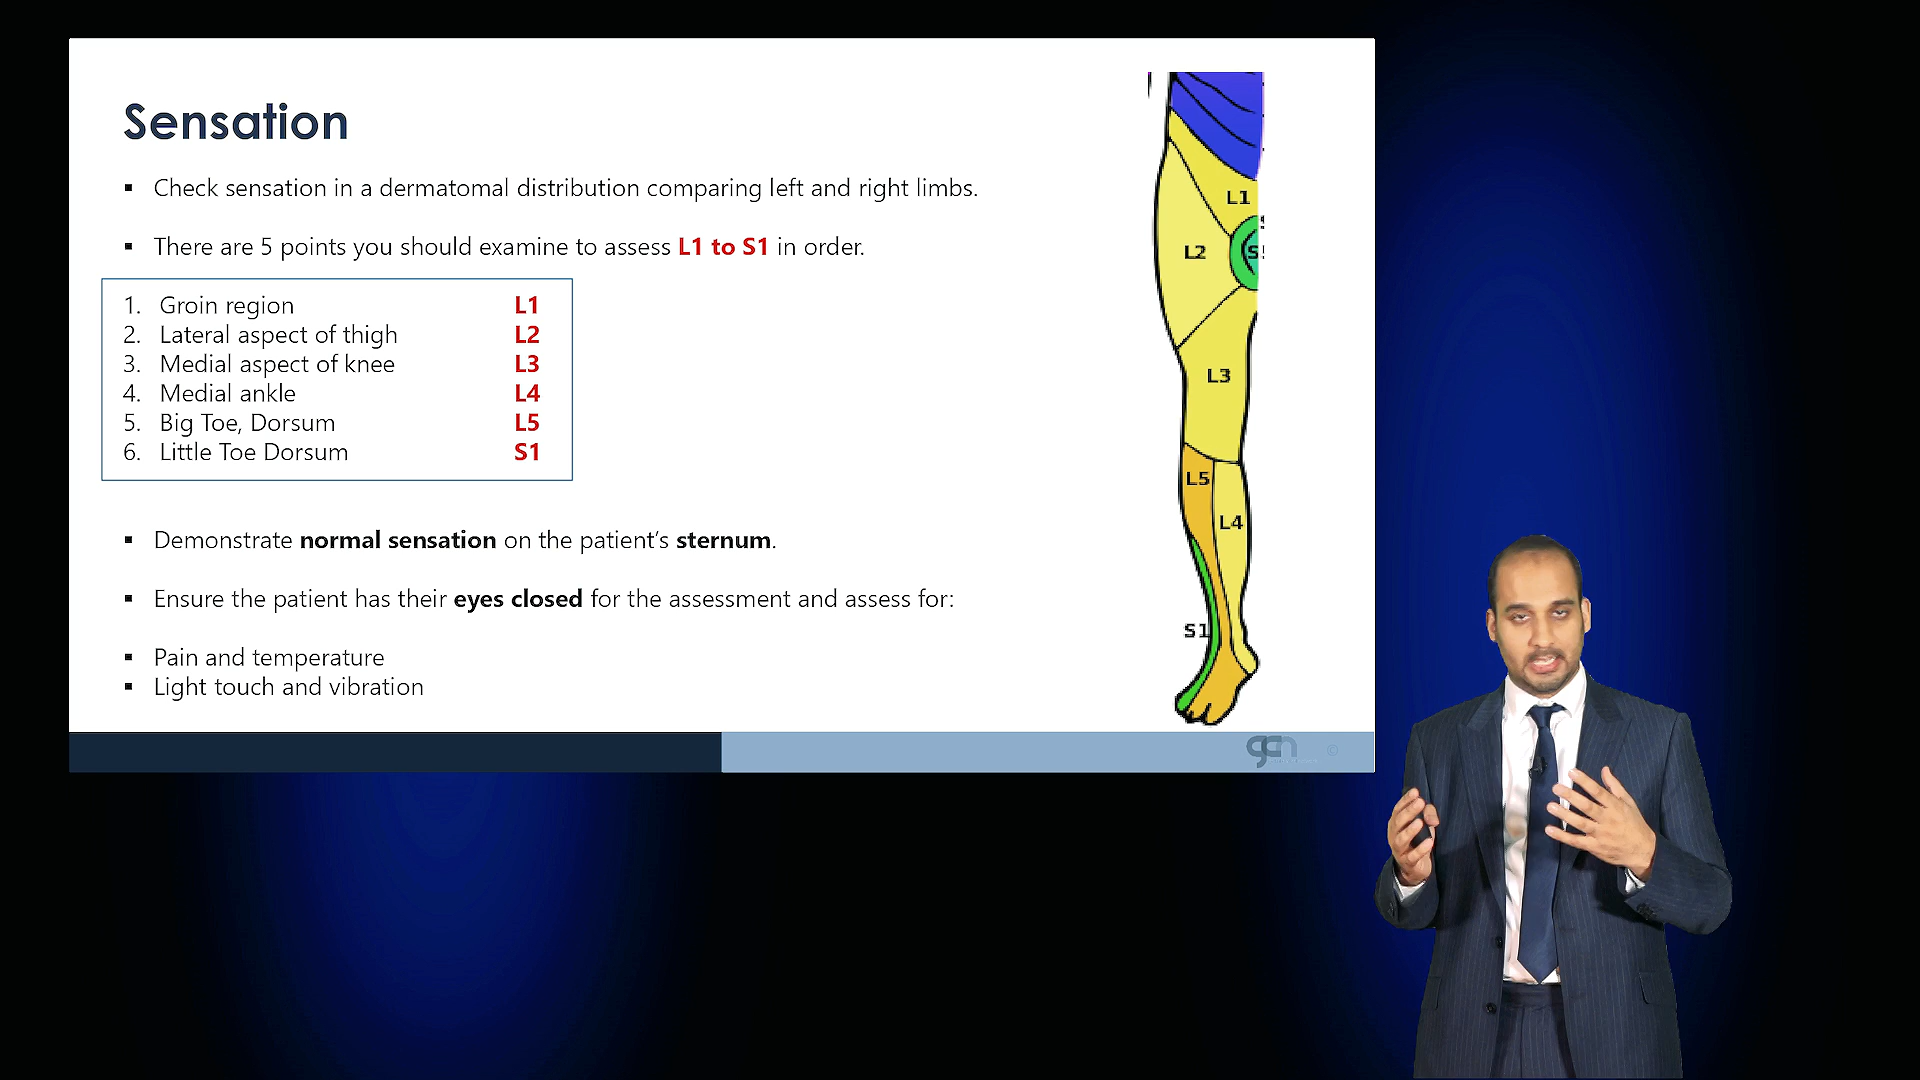 Sensation
▪ Check sensation in a dermatomal distribution comparing left and right limbs.
▪ There are 5 points you should examine to assess L1 to S1 in order.
1. Groin region L1
2. Lateral aspect of thigh L2
3. Medial aspect of knee L3
4. Medial ankle L4
5. Big Toe, Dorsum L5
6. Little Toe Dorsum S1
▪ Demonstrate normal sensation on the patient's sternum.
▪ Ensure the patient has their eyes closed for the assessment and assess for:
▪ Pain and temperature
▪ Light touch and vibration
L1
L2
L3
L5
L4
S1
gcn ©